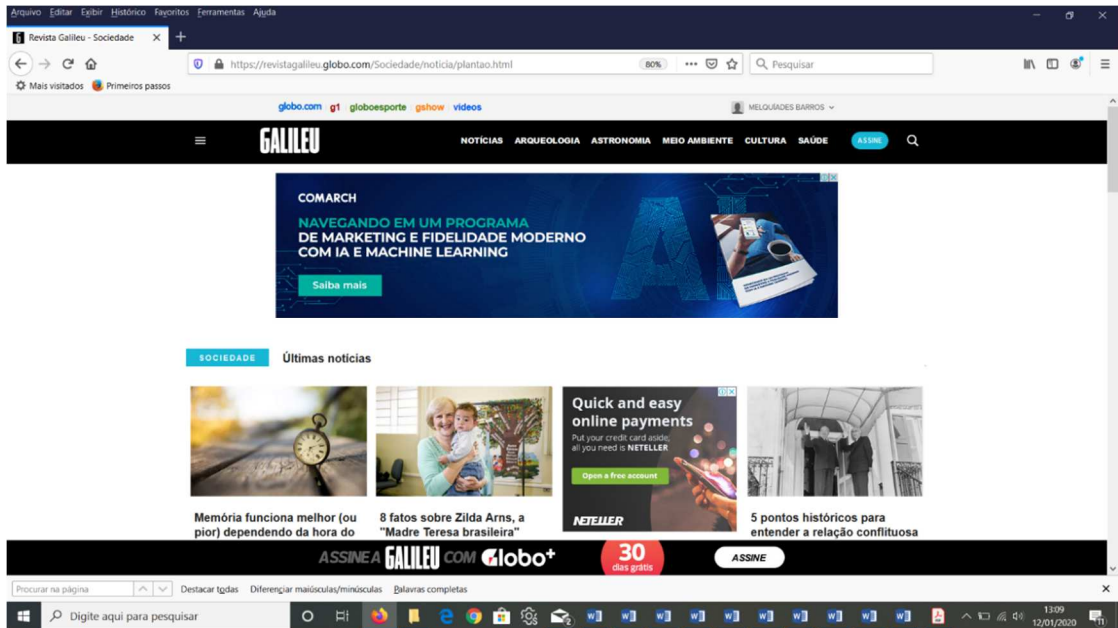 Arquivo Editar Exibir Histórico Favoritos Ferramentas Ajuda
Revista Galileu - Sociedade
https://revistagalileu.globo.com/Sociedade/noticia/plantao.html
80%
Pesquisar
Mais visitados Primeiros passos
globo.com g1 globoesporte gshow videos
MELQUÍADES BARROS
GALILEU
NOTÍCIAS ARQUEOLOGIA ASTRONOMIA MEIO AMBIENTE CULTURA SAÚDE
ASSINE
COMARCH
NAVEGANDO EM UM PROGRAMA
DE MARKETING E FIDELIDADE MODERNO
COM IA E MACHINE LEARNING
Saiba mais
AI
SOCIEDADE Últimas notícias
Memória funciona melhor (ou
pior) dependendo da hora do
8 fatos sobre Zilda Arns, a
"Madre Teresa brasileira"
Quick and easy
online payments
Put your credit card aside,
all you need is NETELLER
Open a free account
NETELLER
5 pontos históricos para
entender a relação conflituosa
ASSINE A GALILEU COM Globo+
30
dias grátis
ASSINE
Procurar na página
Destacar todas Diferenciar maiúsculas/minúsculas Palavras completas
Digite aqui para pesquisar
13:09
12/01/2020